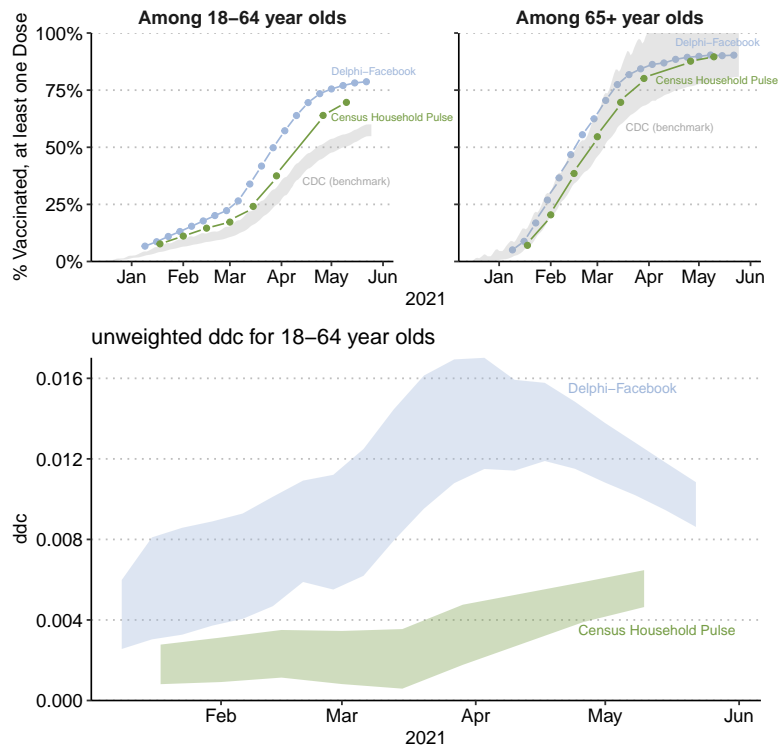 Among 18−64 year olds
Among 65+ year olds
% Vaccinated, at least one Dose
100%
75%
50%
25%
0%
Delphi−Facebook
Census Household Pulse
CDC (benchmark)
Delphi−Facebook
Census Household Pulse
CDC (benchmark)
Jan Feb Mar Apr May Jun
Jan Feb Mar Apr May Jun
2021
unweighted ddc for 18−64 year olds
ddc
0.016
0.012
0.008
0.004
0.000
Delphi−Facebook
Census Household Pulse
Feb Mar Apr May Jun
2021